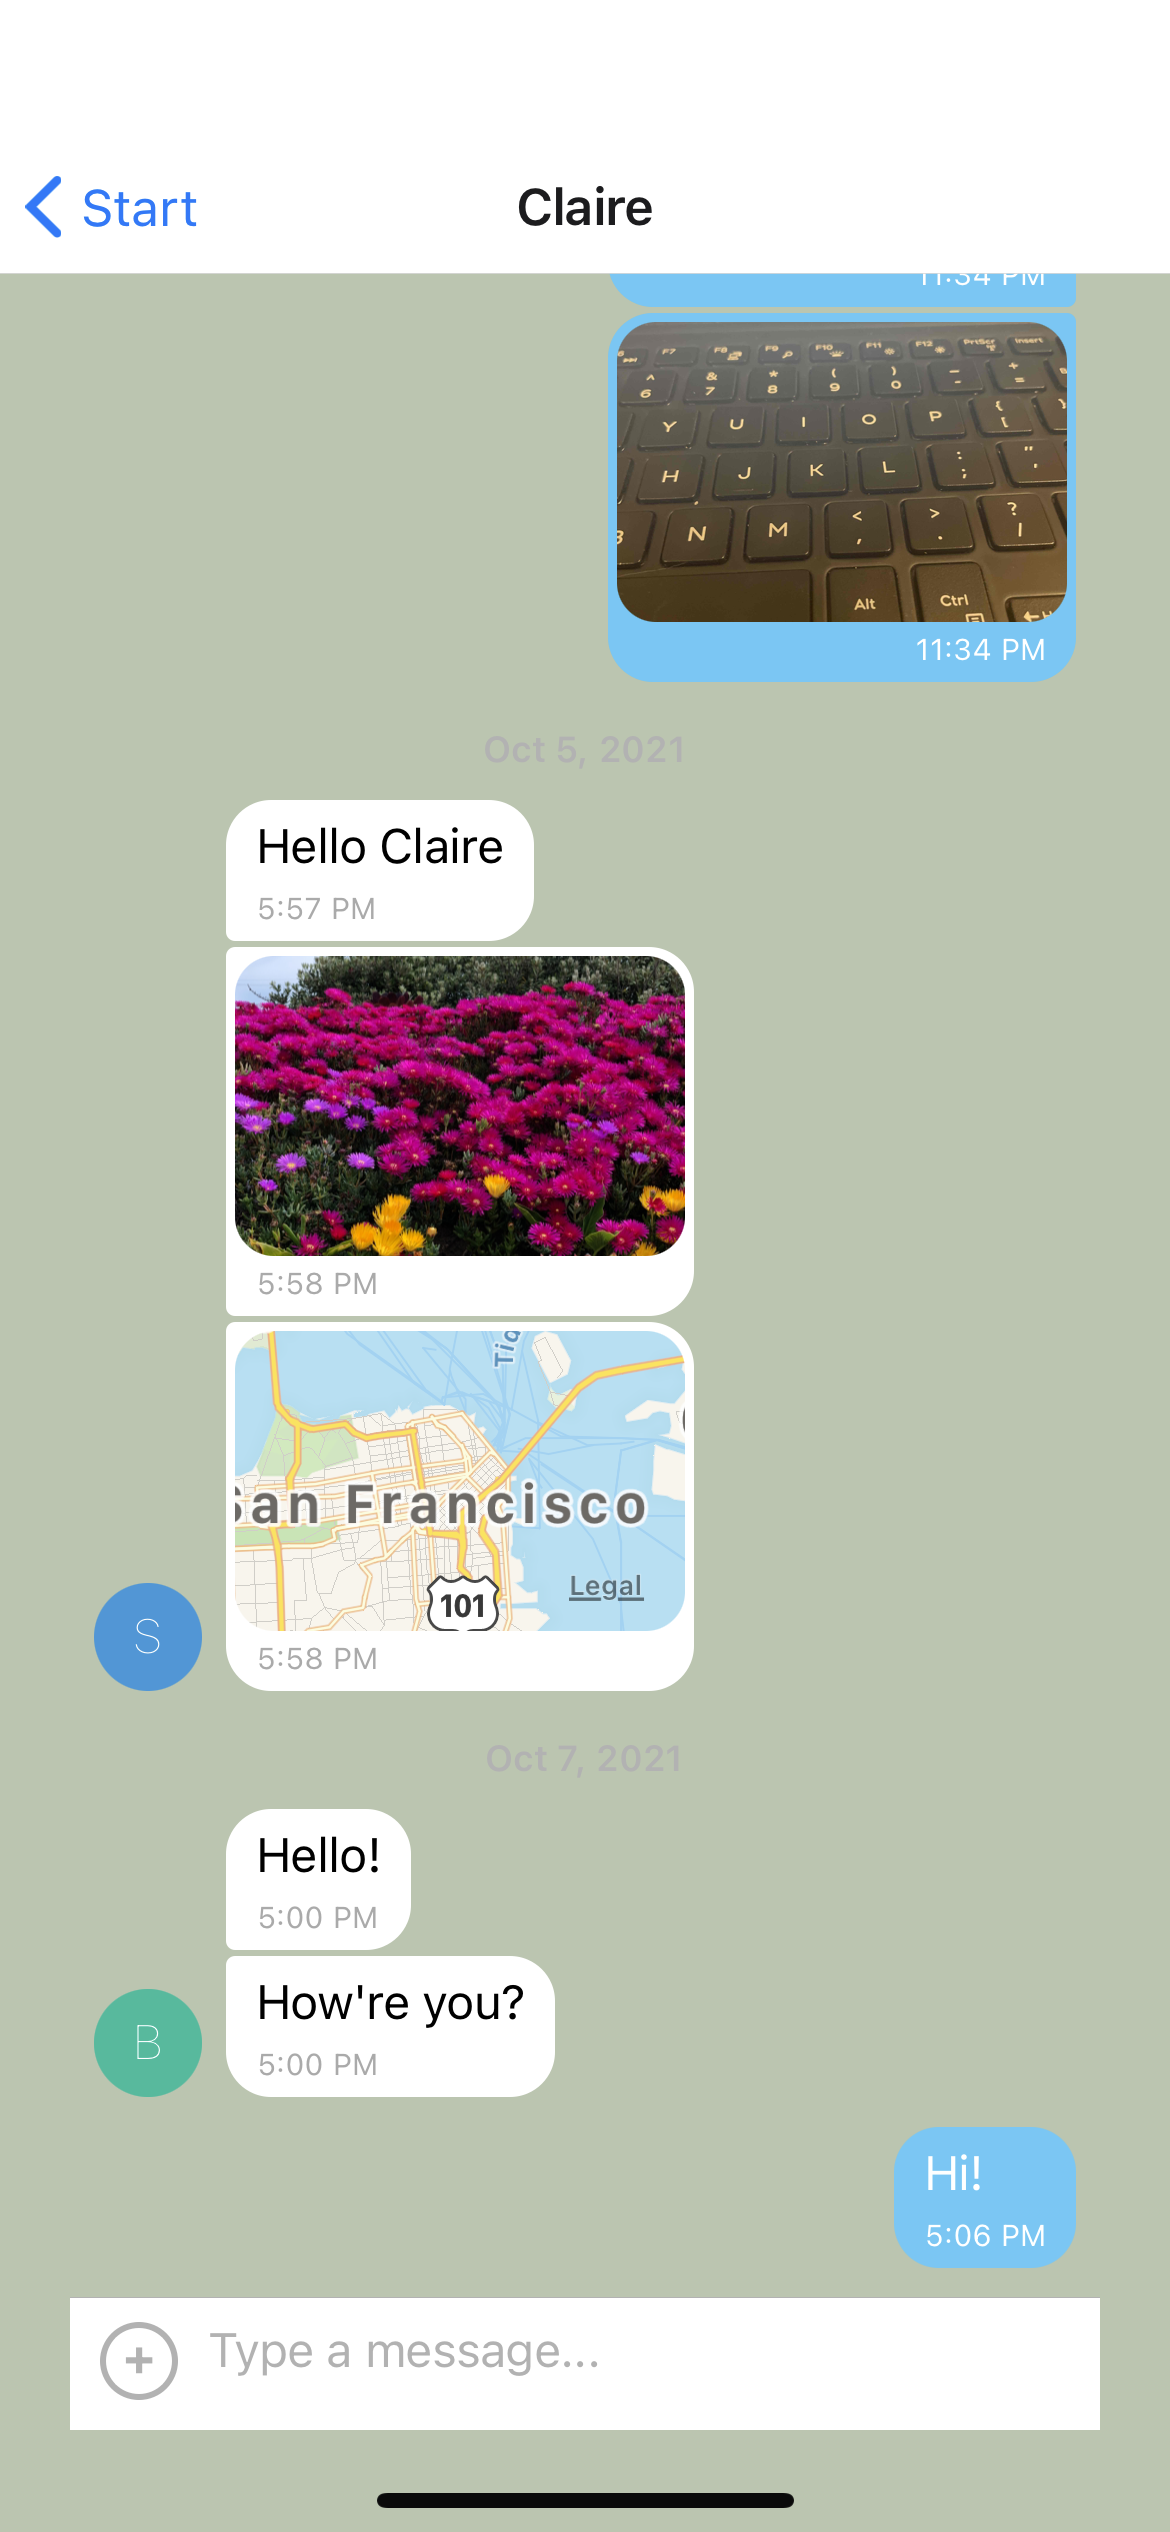 Start
Claire
11:34 PM
F7 F8 F9 F10 F11 F12 PrtScr Insert
^ & * ( ) _ +
6 7 8 9 0 - =
Y U I O P { [
H J K L : ; " '
N M < , > . ? /
Alt Ctrl
11:34 PM
Oct 5, 2021
Hello Claire
5:57 PM
5:58 PM
San Francisco
Legal
101
S
5:58 PM
Oct 7, 2021
Hello!
5:00 PM
How're you?
B
5:00 PM
Hi!
5:06 PM
+ Type a message...